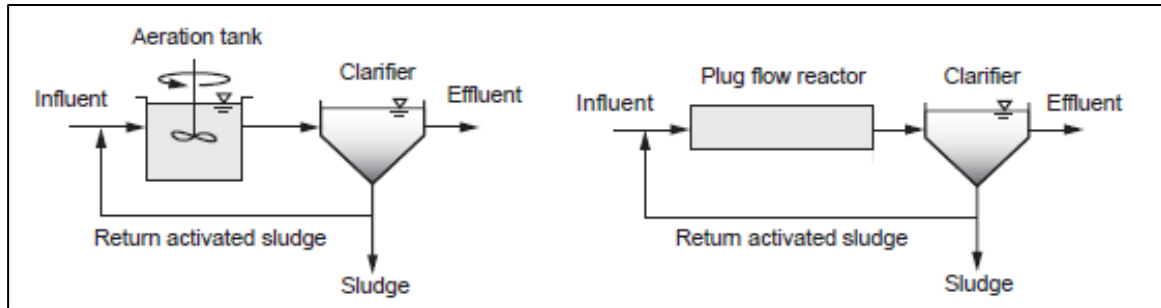 Aeration tank
Clarifier
Influent
Effluent
Return activated sludge
Sludge
Plug flow reactor
Clarifier
Influent
Effluent
Return activated sludge
Sludge